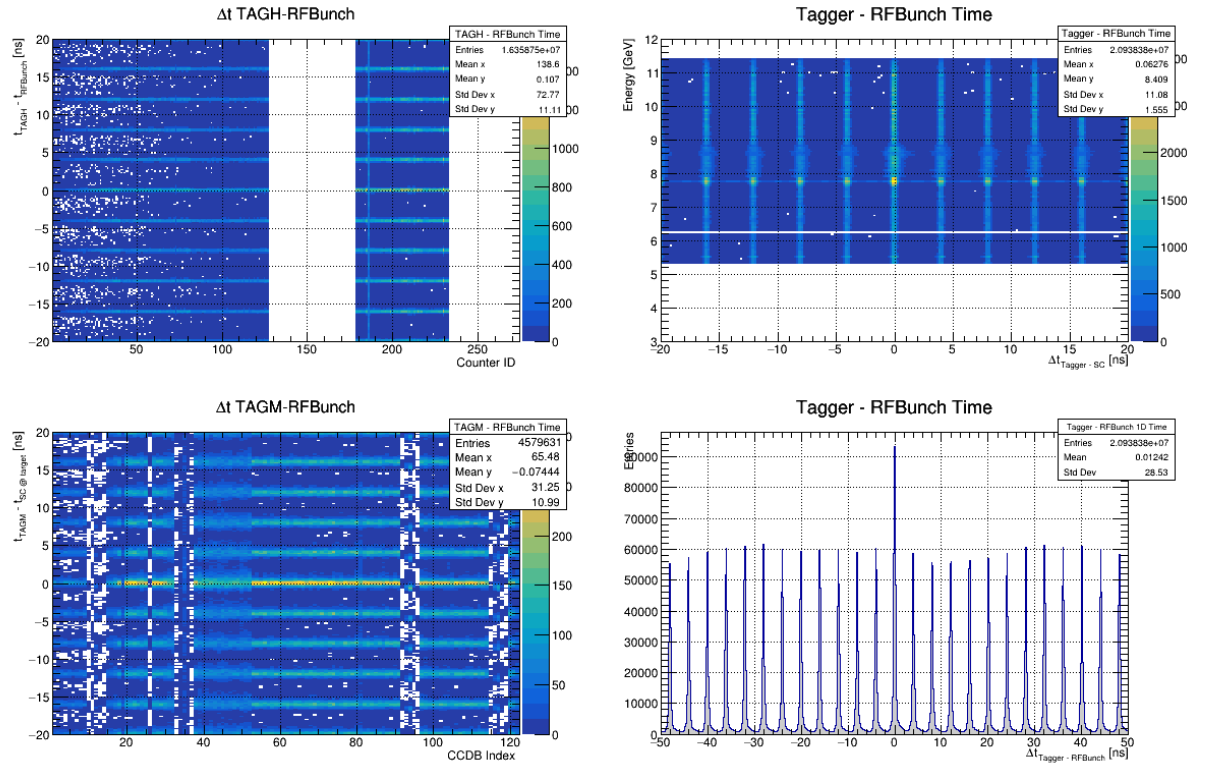 Δt TAGH-RFBunch
t_TAGH - t_RFBunch [ns]
TAGH - RFBunch Time
Entries 1.635875e+07
Mean x 138.6
Mean y 0.107
Std Dev x 72.77
Std Dev y 11.11
20
15
10
5
0
−5
−10
−15
−20
50 100 150 200 250
Counter ID
1000
800
600
400
200
0
Tagger - RFBunch Time
Energy [GeV]
Tagger - RFBunch Time
Entries 2.093838e+07
Mean x 0.06276
Mean y 8.409
Std Dev x 11.08
Std Dev y 1.555
12
11
10
9
8
7
6
5
4
3
−20 −15 −10 −5 0 5 10 15 20
Δt_Tagger - SC [ns]
2000
1500
1000
500
0
Δt TAGM-RFBunch
t_TAGM - t_SC @ target [ns]
TAGM - RFBunch Time
Entries 4579631
Mean x 65.48
Mean y −0.07444
Std Dev x 31.25
Std Dev y 10.99
20
15
10
5
0
−5
−10
−15
−20
20 40 60 80 100 120
CCDB Index
200
150
100
50
0
Tagger - RFBunch Time
Entries
Tagger - RFBunch 1D Time
Entries 2.093838e+07
Mean 0.01242
Std Dev 28.53
80000
70000
60000
50000
40000
30000
20000
10000
0
−50 −40 −30 −20 −10 0 10 20 30 40 50
Δt_Tagger - RFBunch [ns]